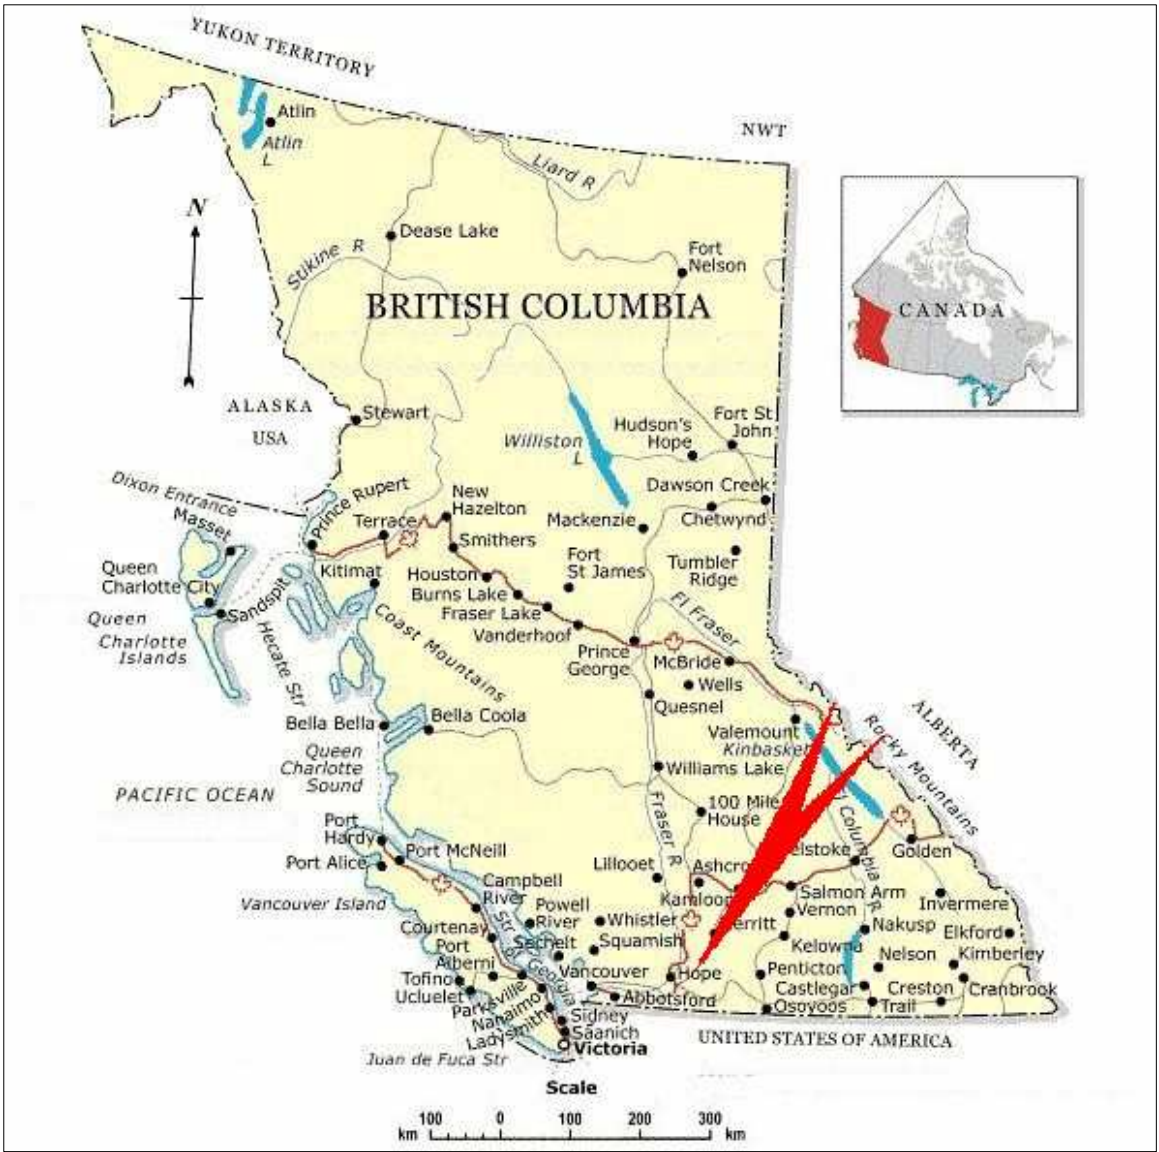 YUKON TERRITORY
NWT
Atlin
Atlin
L
Liard R
N
Dease Lake
Stikine R
Fort
Nelson
BRITISH COLUMBIA
CANADA
ALASKA
USA
Stewart
Williston
L
Hudson's
Hope
Fort St
John
Dixon Entrance
Masset
Prince Rupert
Terrace
New
Hazelton
Smithers
Mackenzie
Dawson Creek
Chetwynd
Queen
Charlotte City
Sandspit
Kitimat
Houston
Burns Lake
Fraser Lake
Vanderhoof
Fort
St James
Tumbler
Ridge
Queen
Charlotte
Islands
Hecate Str
Coast Mountains
Prince
George
Fl Fraser
McBride
Wells
Quesnel
Bella Bella
Bella Coola
Valemount
Kinbasket
Rocky Mountains
ALBERTA
Queen
Charlotte
Sound
PACIFIC OCEAN
Williams Lake
100 Mile
House
Fraser R
Columbia R
Port
Hardy
Port McNeill
Port Alice
Lillooet
Ashcro
elstoke
Golden
Vancouver Island
Campbell
River
Powell
River
Whistler
Kamloop
Salmon Arm
Vernon
Invermere
Courtenay
Port
Alberni
Str of Georgia
Sechelt
Squamish
erritt
Kelowna
Nakusp
Elkford
Tofino
Ucluelet
Parksville
Nanaimo
Ladysmith
Vancouver
Abbotsford
Hope
Penticton
Osoyoos
Castlegar
Nelson
Trail
Creston
Kimberley
Cranbrook
Sidney
Saanich
Victoria
Juan de Fuca Str
UNITED STATES OF AMERICA
Scale
100 0 100 200 300
km km